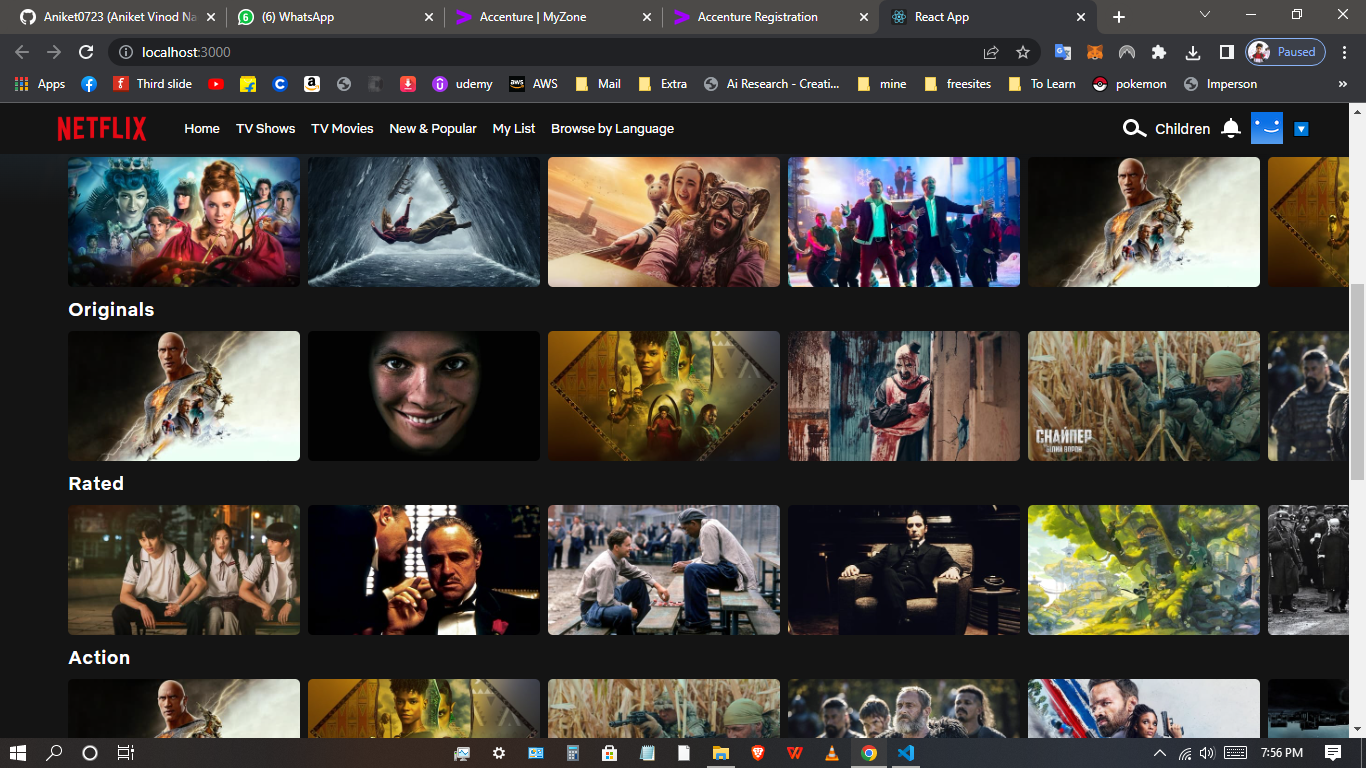 Aniket0723 (Aniket Vinod Na
6
(6) WhatsApp
Accenture | MyZone
Accenture Registration
React App
localhost:3000
Paused
Apps
Third slide
udemy
aws
AWS
Mail
Extra
Ai Research - Creati...
mine
freesites
To Learn
pokemon
Imperson
»
NETFLIX
Home
TV Shows
TV Movies
New & Popular
My List
Browse by Language
Children
Originals
СНАЙПЕР
Rated
Action
7:56 PM